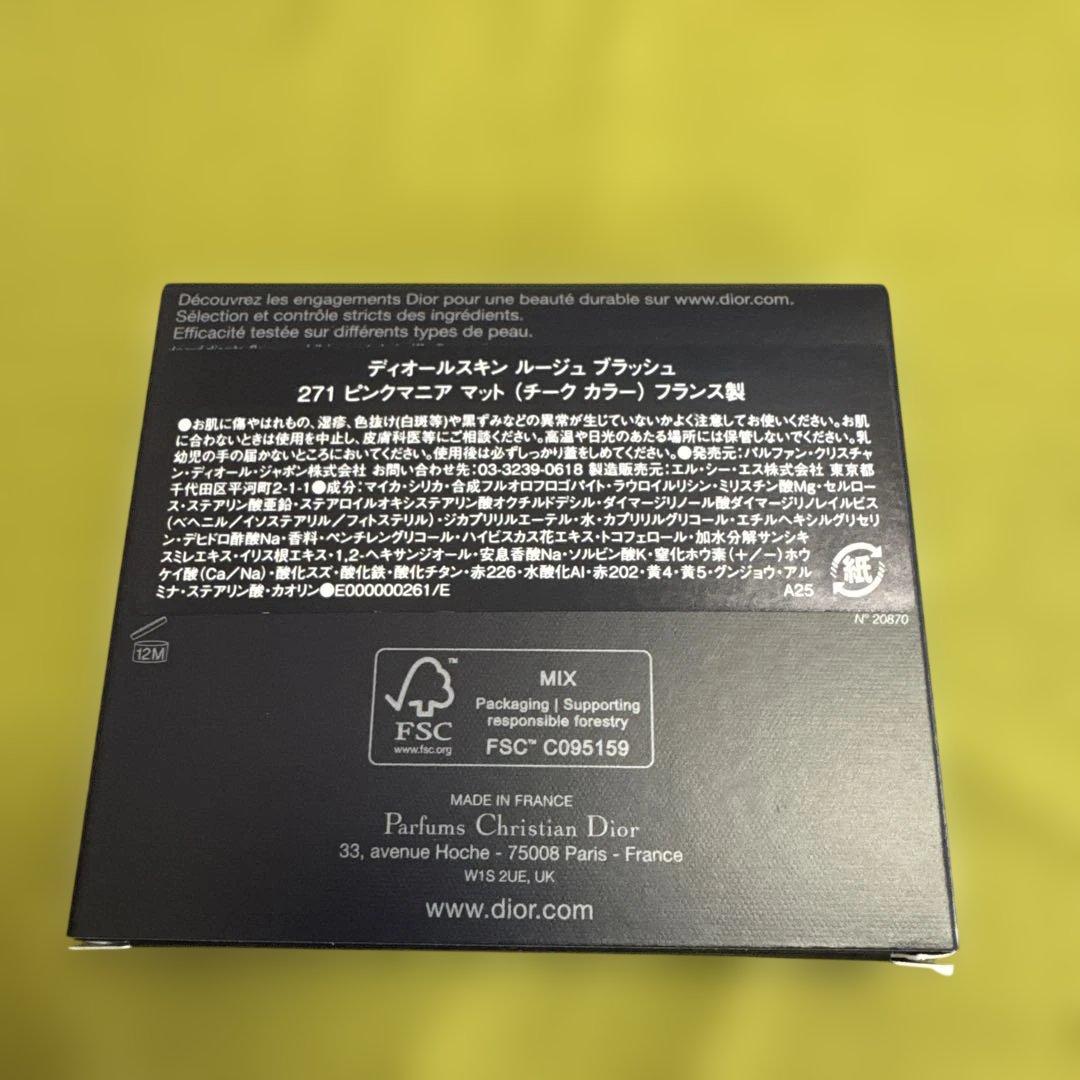 Découvrez les engagements Dior pour une beauté durable sur www.dior.com.
Sélection et contrôle stricts des ingrédients.
Efficacité testée sur différents types de peau.
ディオールスキン ルージュ ブラッシュ
271 ピンクマニア マット (チーク カラー) フランス製
●お肌に傷やはれもの、湿疹、色抜け(白斑等)や黒ずみなどの異常が生じていないかよく注意してお使いください。お肌
に合わないときは使用を中止し、皮膚科医等にご相談ください。高温や日光のあたる場所には保管しないでください。乳
幼児の手の届かないところにおいてください。使用後は必ずしっかり蓋をしめてください。●発売元:パルファン・クリスチャ
ン・ディオール・ジャポン株式会社 お問い合わせ先:03-3239-0618 製造販売元:エル・シー・エス株式会社 東京都
千代田区平河町2-1-1●成分:マイカ・シリカ・合成フルオロフロゴパイト・ラウロイルリシン・ミリスチン酸Mg・セルロー
ス・ステアリン酸亜鉛・ステアロイルオキシステアリン酸オクチルドデシル・ダイマージリノール酸ダイマージリノレイルビス
(ベヘニル/イソステアリル/フィトステリル)・ジカプリリルエーテル・水・カプリリルグリコール・エチルヘキシルグリセリ
ン・デヒドロ酢酸Na・香料・ペンチレングリコール・ハイビスカス花エキス・トコフェロール・加水分解サンシキ
スミレエキス・イリス根エキス・1,2-ヘキサンジオール・安息香酸Na・ソルビン酸K・窒化ホウ素(+/-)ホウ
ケイ酸(Ca/Na)・酸化スズ・酸化鉄・酸化チタン・赤226・水酸化Al・赤202・黄4・黄5・グンジョウ・アル
ミナ・ステアリン酸・カオリン●E000000261/E A25
紙
N° 20870
12M
FSC™
www.fsc.org
MIX
Packaging | Supporting
responsible forestry
FSC™ C095159
MADE IN FRANCE
Parfums Christian Dior
33, avenue Hoche - 75008 Paris - France
W1S 2UE, UK
www.dior.com